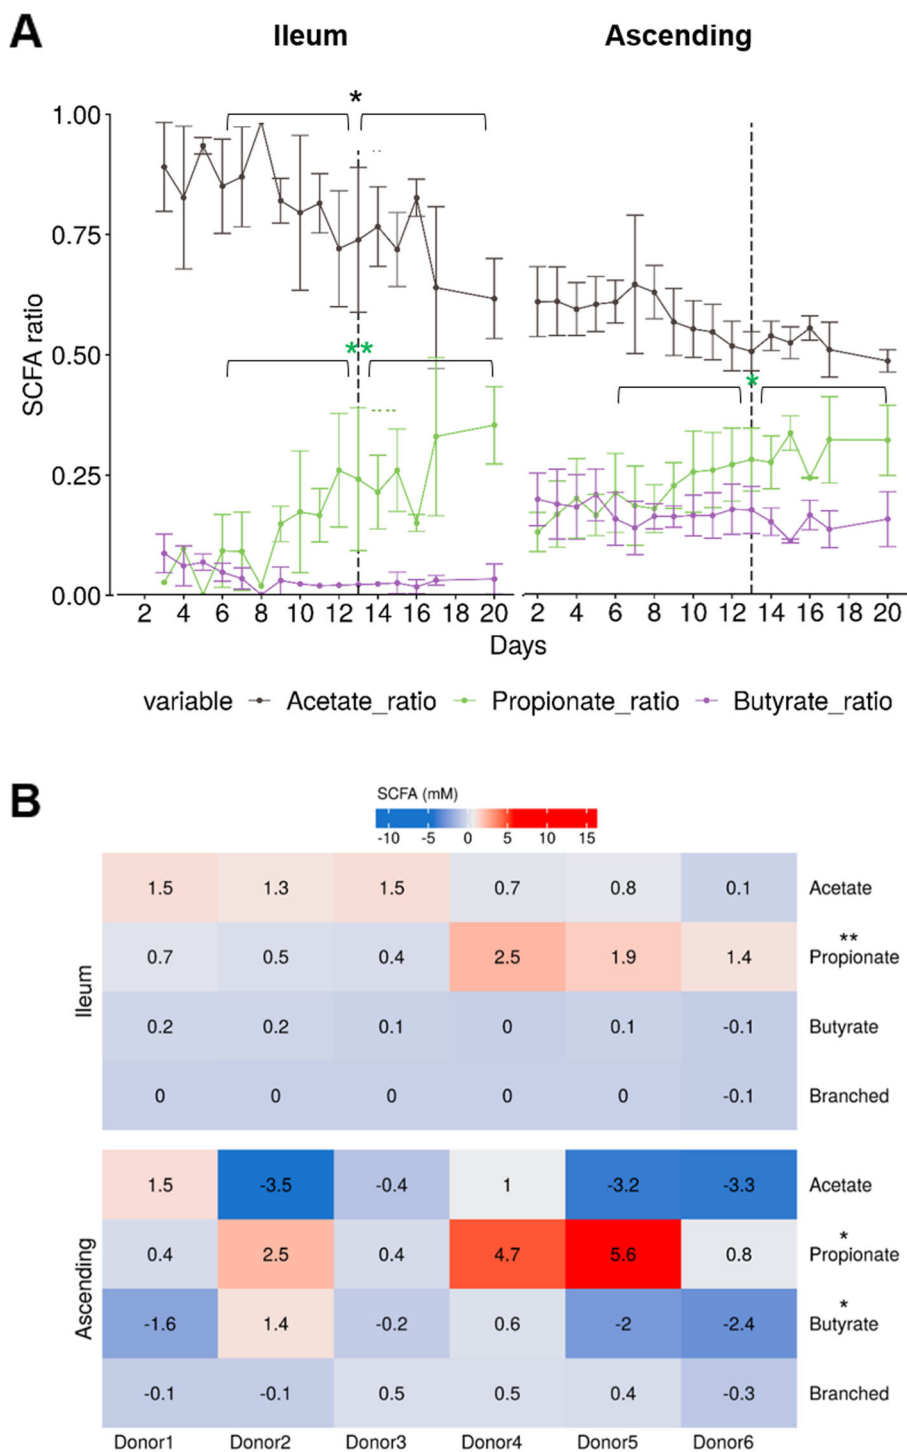 A
Ileum
Ascending
*
1.00
0.75
0.50
0.25
0.00
SCFA ratio
**
*
2 4 6 8 10 12 14 16 18 20
2 4 6 8 10 12 14 16 18 20
Days
variable Acetate_ratio Propionate_ratio Butyrate_ratio
B
SCFA (mM)
-10 -5 0 5 10 15
Ileum
1.5 1.3 1.5 0.7 0.8 0.1 Acetate
**
0.7 0.5 0.4 2.5 1.9 1.4 Propionate
0.2 0.2 0.1 0 0.1 -0.1 Butyrate
0 0 0 0 0 -0.1 Branched
Ascending
1.5 -3.5 -0.4 1 -3.2 -3.3 Acetate
*
0.4 2.5 0.4 4.7 5.6 0.8 Propionate
*
-1.6 1.4 -0.2 0.6 -2 -2.4 Butyrate
-0.1 -0.1 0.5 0.5 0.4 -0.3 Branched
Donor1 Donor2 Donor3 Donor4 Donor5 Donor6